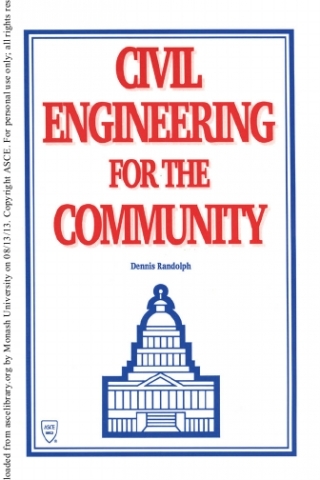 CIVIL
ENGINEERING
FOR THE
COMMUNITY
Dennis Randolph
ASCE
loaded from ascelibrary.org by Monash University on 08/13/13. Copyright ASCE. For personal use only; all rights res